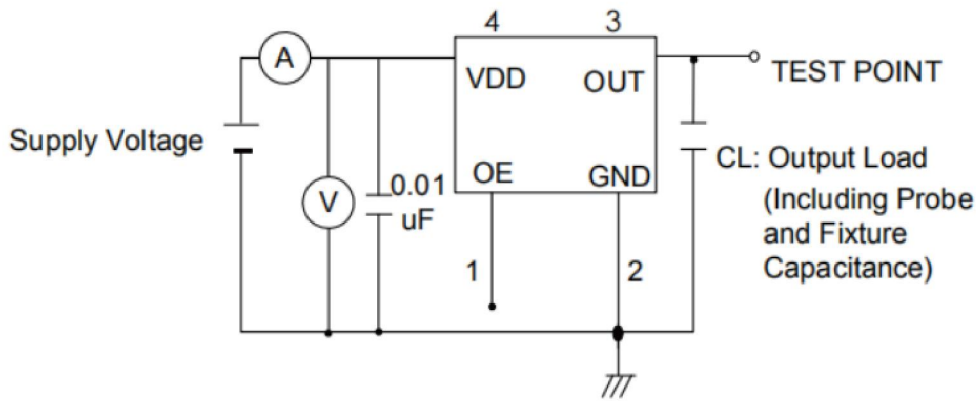 4
3
A
VDD
OUT
TEST POINT
Supply Voltage
V
0.01
uF
OE
GND
CL: Output Load
(Including Probe
and Fixture
Capacitance)
1
2